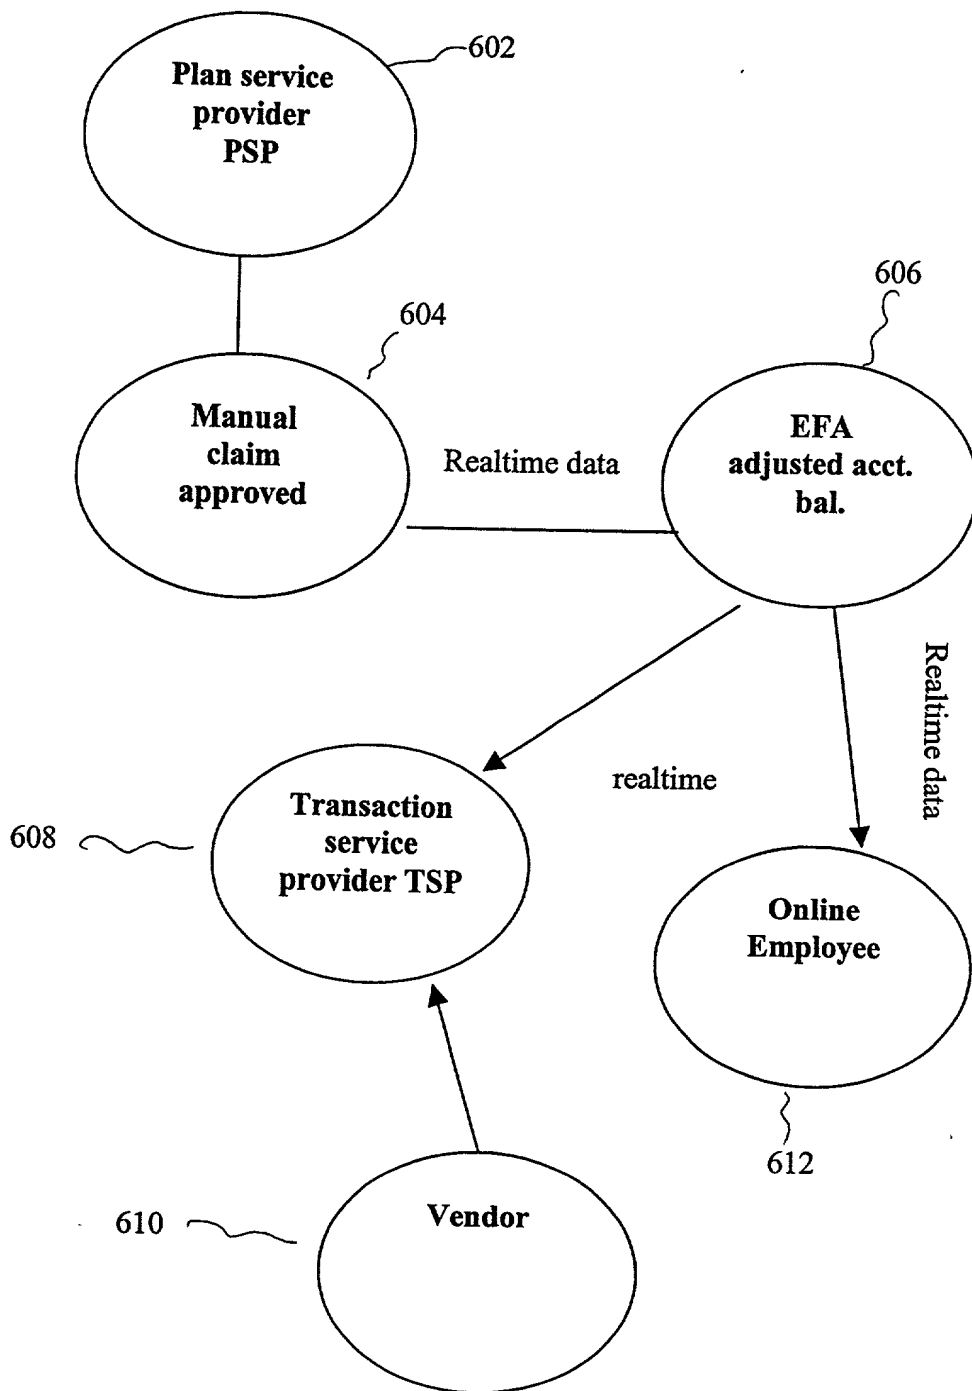 602
Plan service
provider
PSP
606
604
Manual
claim
approved
Realtime data
EFA
adjusted acct.
bal.
Realtime data
realtime
Transaction
service
provider TSP
608
Online
Employee
612
610
Vendor